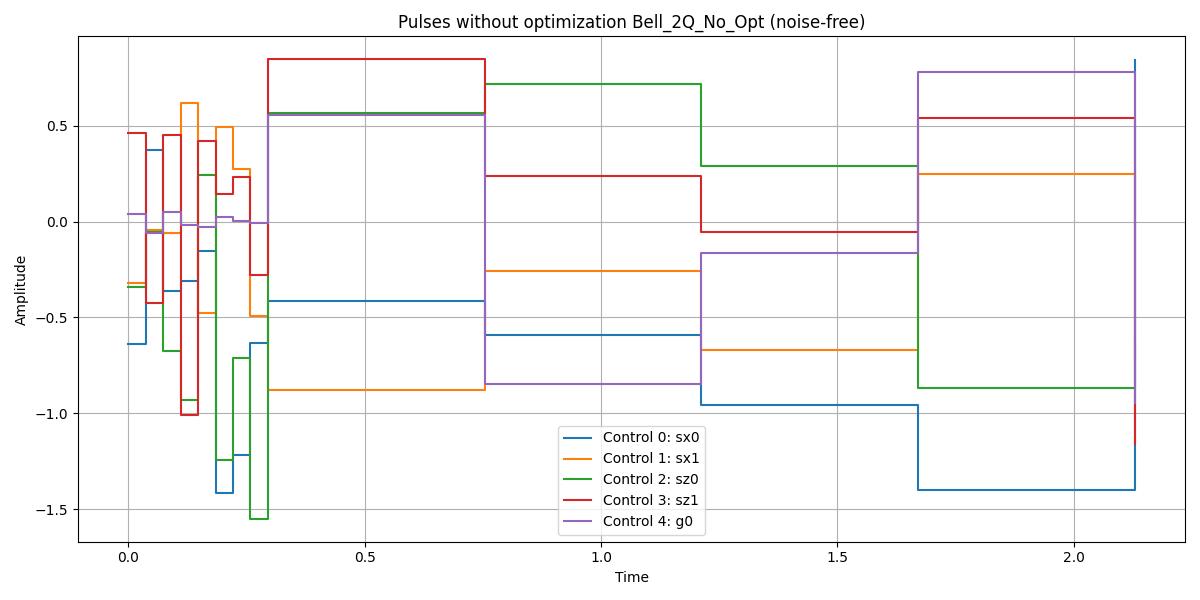 Pulses without optimization Bell_2Q_No_Opt (noise-free)
Amplitude
0.5
0.0
−0.5
−1.0
−1.5
Control 0: sx0
Control 1: sx1
Control 2: sz0
Control 3: sz1
Control 4: g0
0.0 0.5 1.0 1.5 2.0
Time